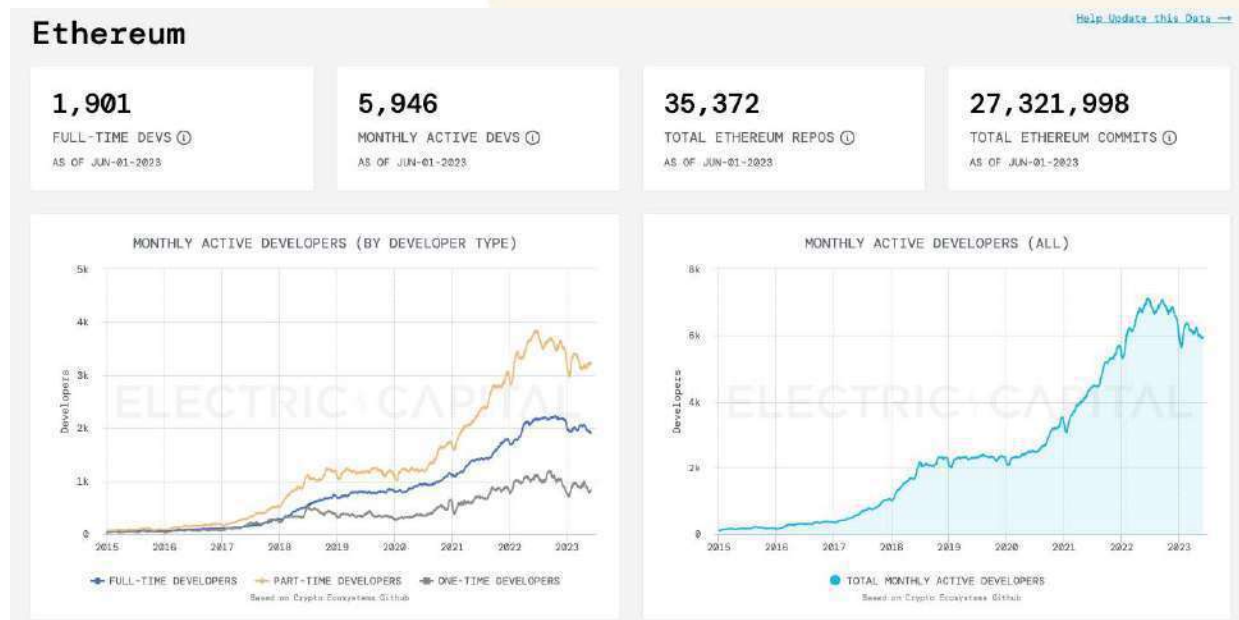 Ethereum
Help Update this Data →
1,901
FULL-TIME DEVS ⓘ
AS OF JUN-01-2023
5,946
MONTHLY ACTIVE DEVS ⓘ
AS OF JUN-01-2023
35,372
TOTAL ETHEREUM REPOS ⓘ
AS OF JUN-01-2023
27,321,998
TOTAL ETHEREUM COMMITS ⓘ
AS OF JUN-01-2023
MONTHLY ACTIVE DEVELOPERS (BY DEVELOPER TYPE)
5k
4k
3k
2k
1k
0
Developers
ELECTRIC CAPITAL
2015 2016 2017 2018 2019 2020 2021 2022 2023
FULL-TIME DEVELOPERS PART-TIME DEVELOPERS ONE-TIME DEVELOPERS
Based on Crypto Ecosystems Github
MONTHLY ACTIVE DEVELOPERS (ALL)
8k
6k
4k
2k
0
Developers
ELECTRIC CAPITAL
2015 2016 2017 2018 2019 2020 2021 2022 2023
TOTAL MONTHLY ACTIVE DEVELOPERS
Based on Crypto Ecosystems Github